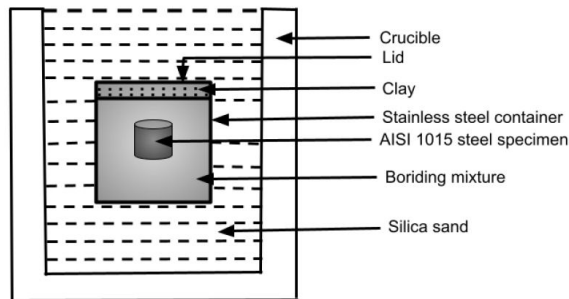 Crucible
Lid
Clay
Stainless steel container
AISI 1015 steel specimen
Boriding mixture
Silica sand